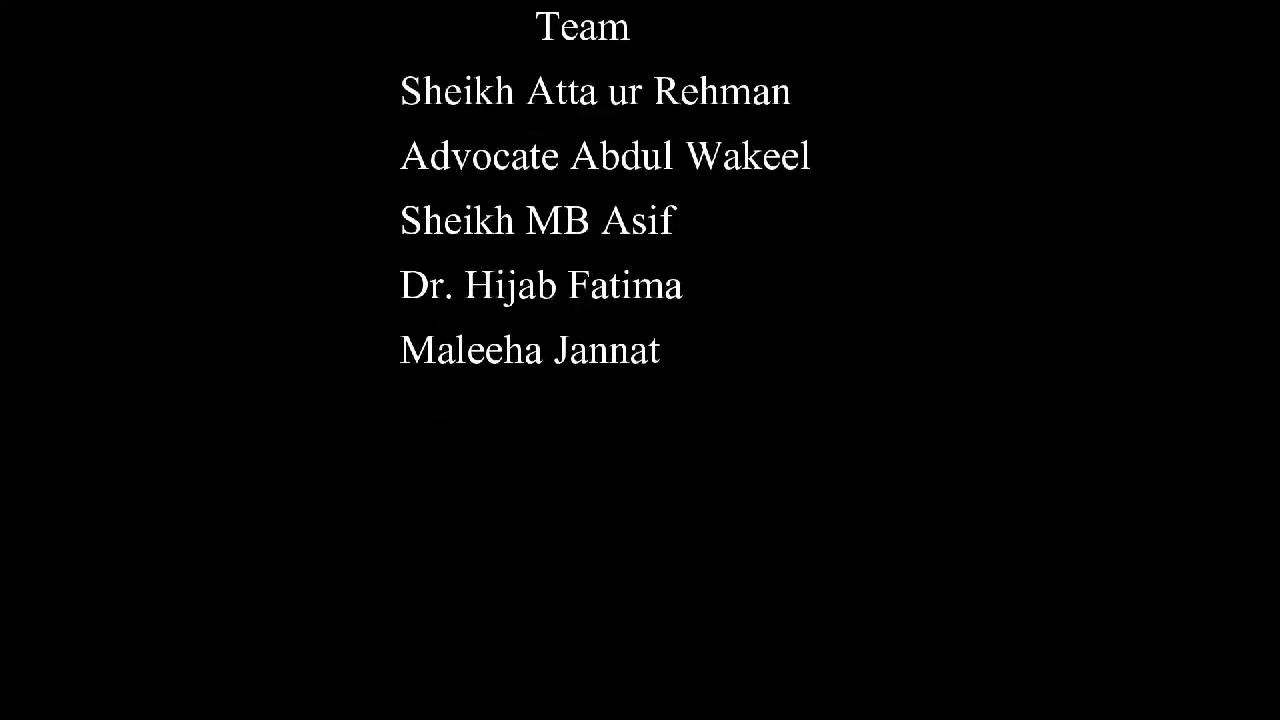 Team
Sheikh Atta ur Rehman
Advocate Abdul Wakeel
Sheikh MB Asif
Dr. Hijab Fatima
Maleeha Jannat